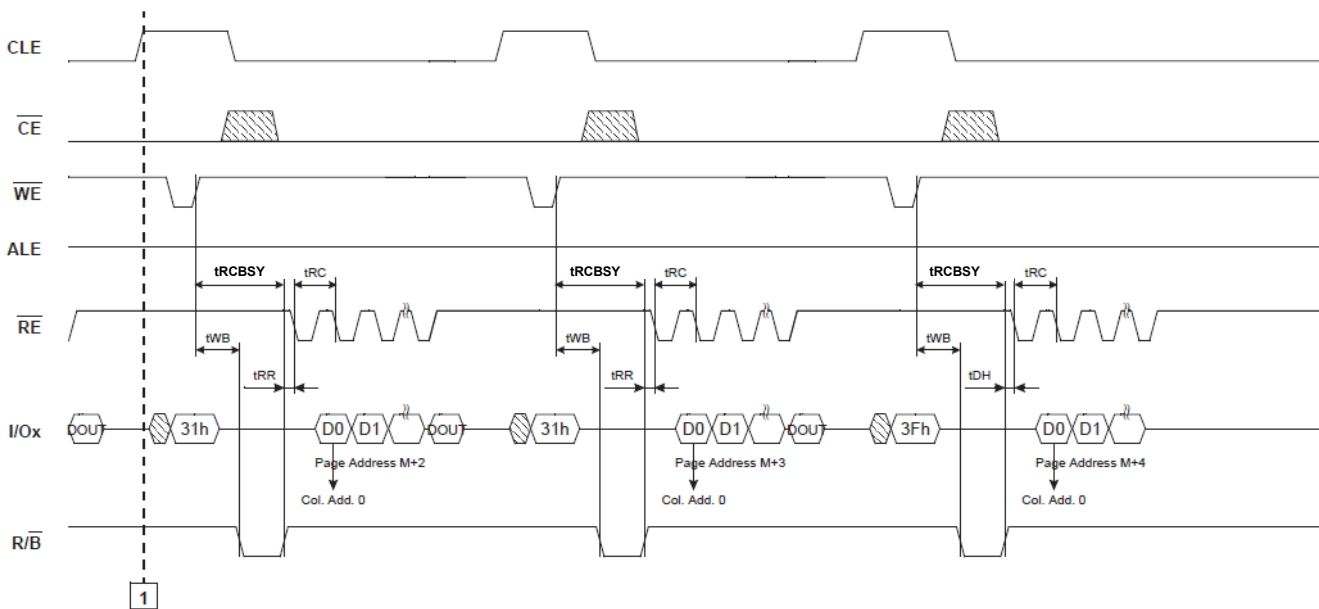 CLE
CE
WE
ALE
tRCBSY tRC tRCBSY tRC tRCBSY tRC
RE
tWB tWB tWB
tRR tRR tDH
I/Ox DOUT 31h D0 D1 DOUT 31h D0 D1 DOUT 3Fh D0 D1
Page Address M+2 Page Address M+3 Page Address M+4
Col. Add. 0 Col. Add. 0 Col. Add. 0
R/B
1